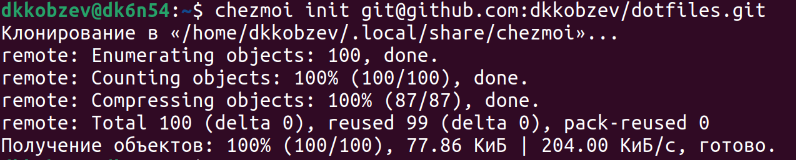 dkkobzev@dk6n54:~$ chezmoi init git@github.com:dkkobzev/dotfiles.git
Клонирование в «/home/dkkobzev/.local/share/chezmoi»...
remote: Enumerating objects: 100, done.
remote: Counting objects: 100% (100/100), done.
remote: Compressing objects: 100% (87/87), done.
remote: Total 100 (delta 0), reused 99 (delta 0), pack-reused 0
Получение объектов: 100% (100/100), 77.86 КиБ | 204.00 КиБ/с, готово.